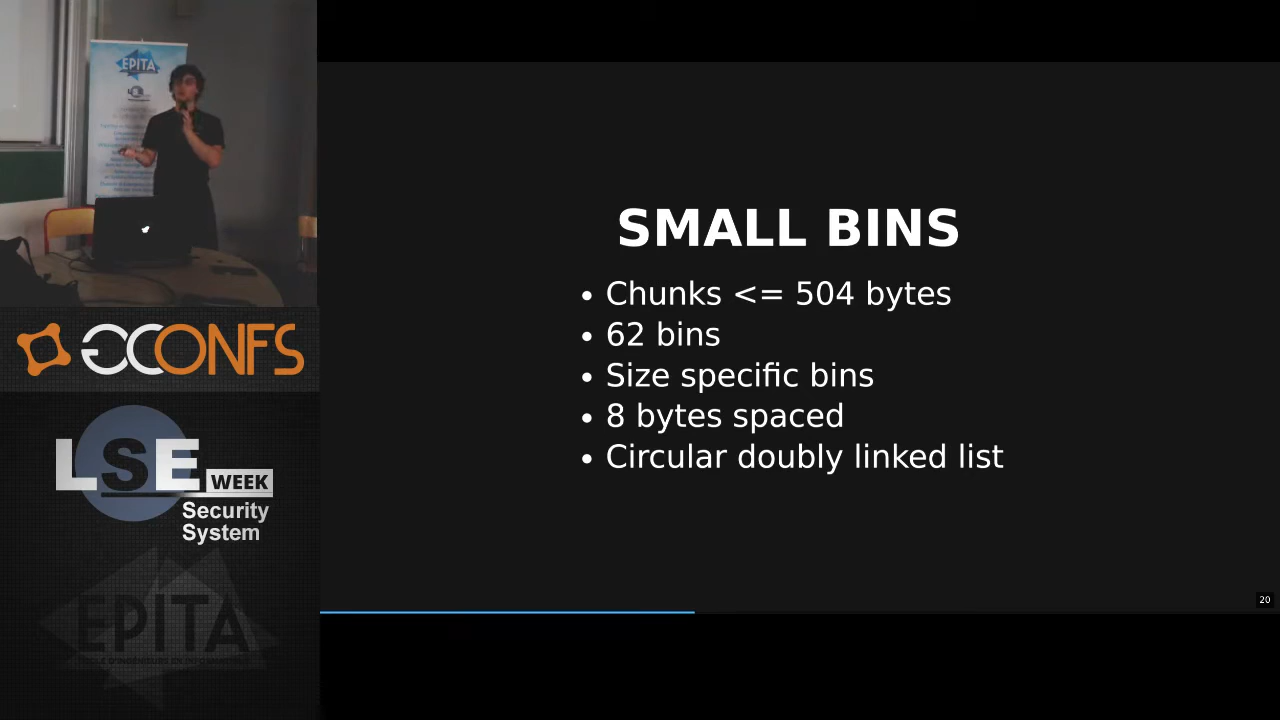 EPITA
SMALL BINS
• Chunks <= 504 bytes
• 62 bins
• Size specific bins
• 8 bytes spaced
• Circular doubly linked list
20
GCONFS
LSE WEEK
Security
System
EPITA